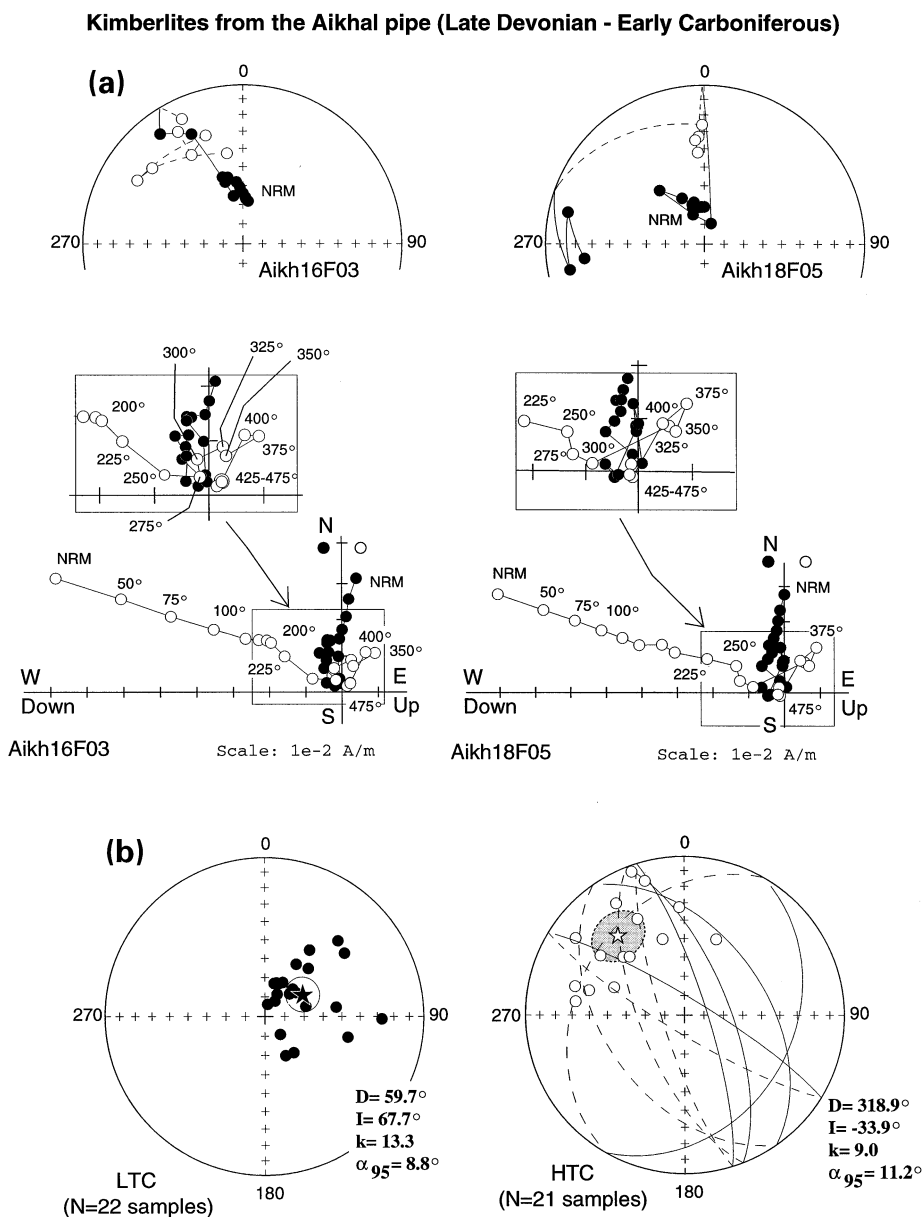 Kimberlites from the Aikhal pipe (Late Devonian - Early Carboniferous)
(a)
0
0
NRM
NRM
270
90
270
90
Aikh16F03
Aikh18F05
300°
325°
350°
200°
400°
375°
225°
250°
425-475°
275°
375°
225°
250°
400°
350°
275°
300°
325°
425-475°
N
NRM
NRM
50°
75°
100°
200°
400°
350°
225°
W
E
Down
S
475°
Up
N
NRM
NRM
50°
75°
100°
250°
375°
225°
W
E
Down
S
475°
Up
Aikh16F03
Scale: 1e-2 A/m
Aikh18F05
Scale: 1e-2 A/m
(b)
0
0
270
90
270
90
D= 59.7°
I= 67.7°
k= 13.3
α95= 8.8°
D= 318.9°
I= -33.9°
k= 9.0
α95= 11.2°
LTC
(N=22 samples)
180
HTC
(N=21 samples)
180